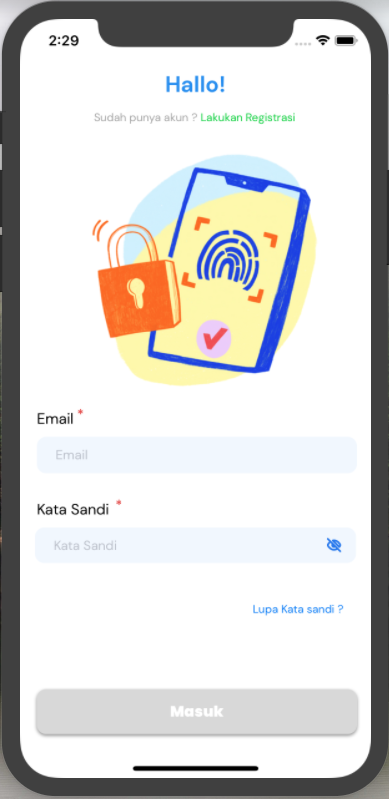 2:29
Hallo!
Sudah punya akun ? Lakukan Registrasi
Email *
Email
Kata Sandi *
Kata Sandi
Lupa Kata sandi ?
Masuk